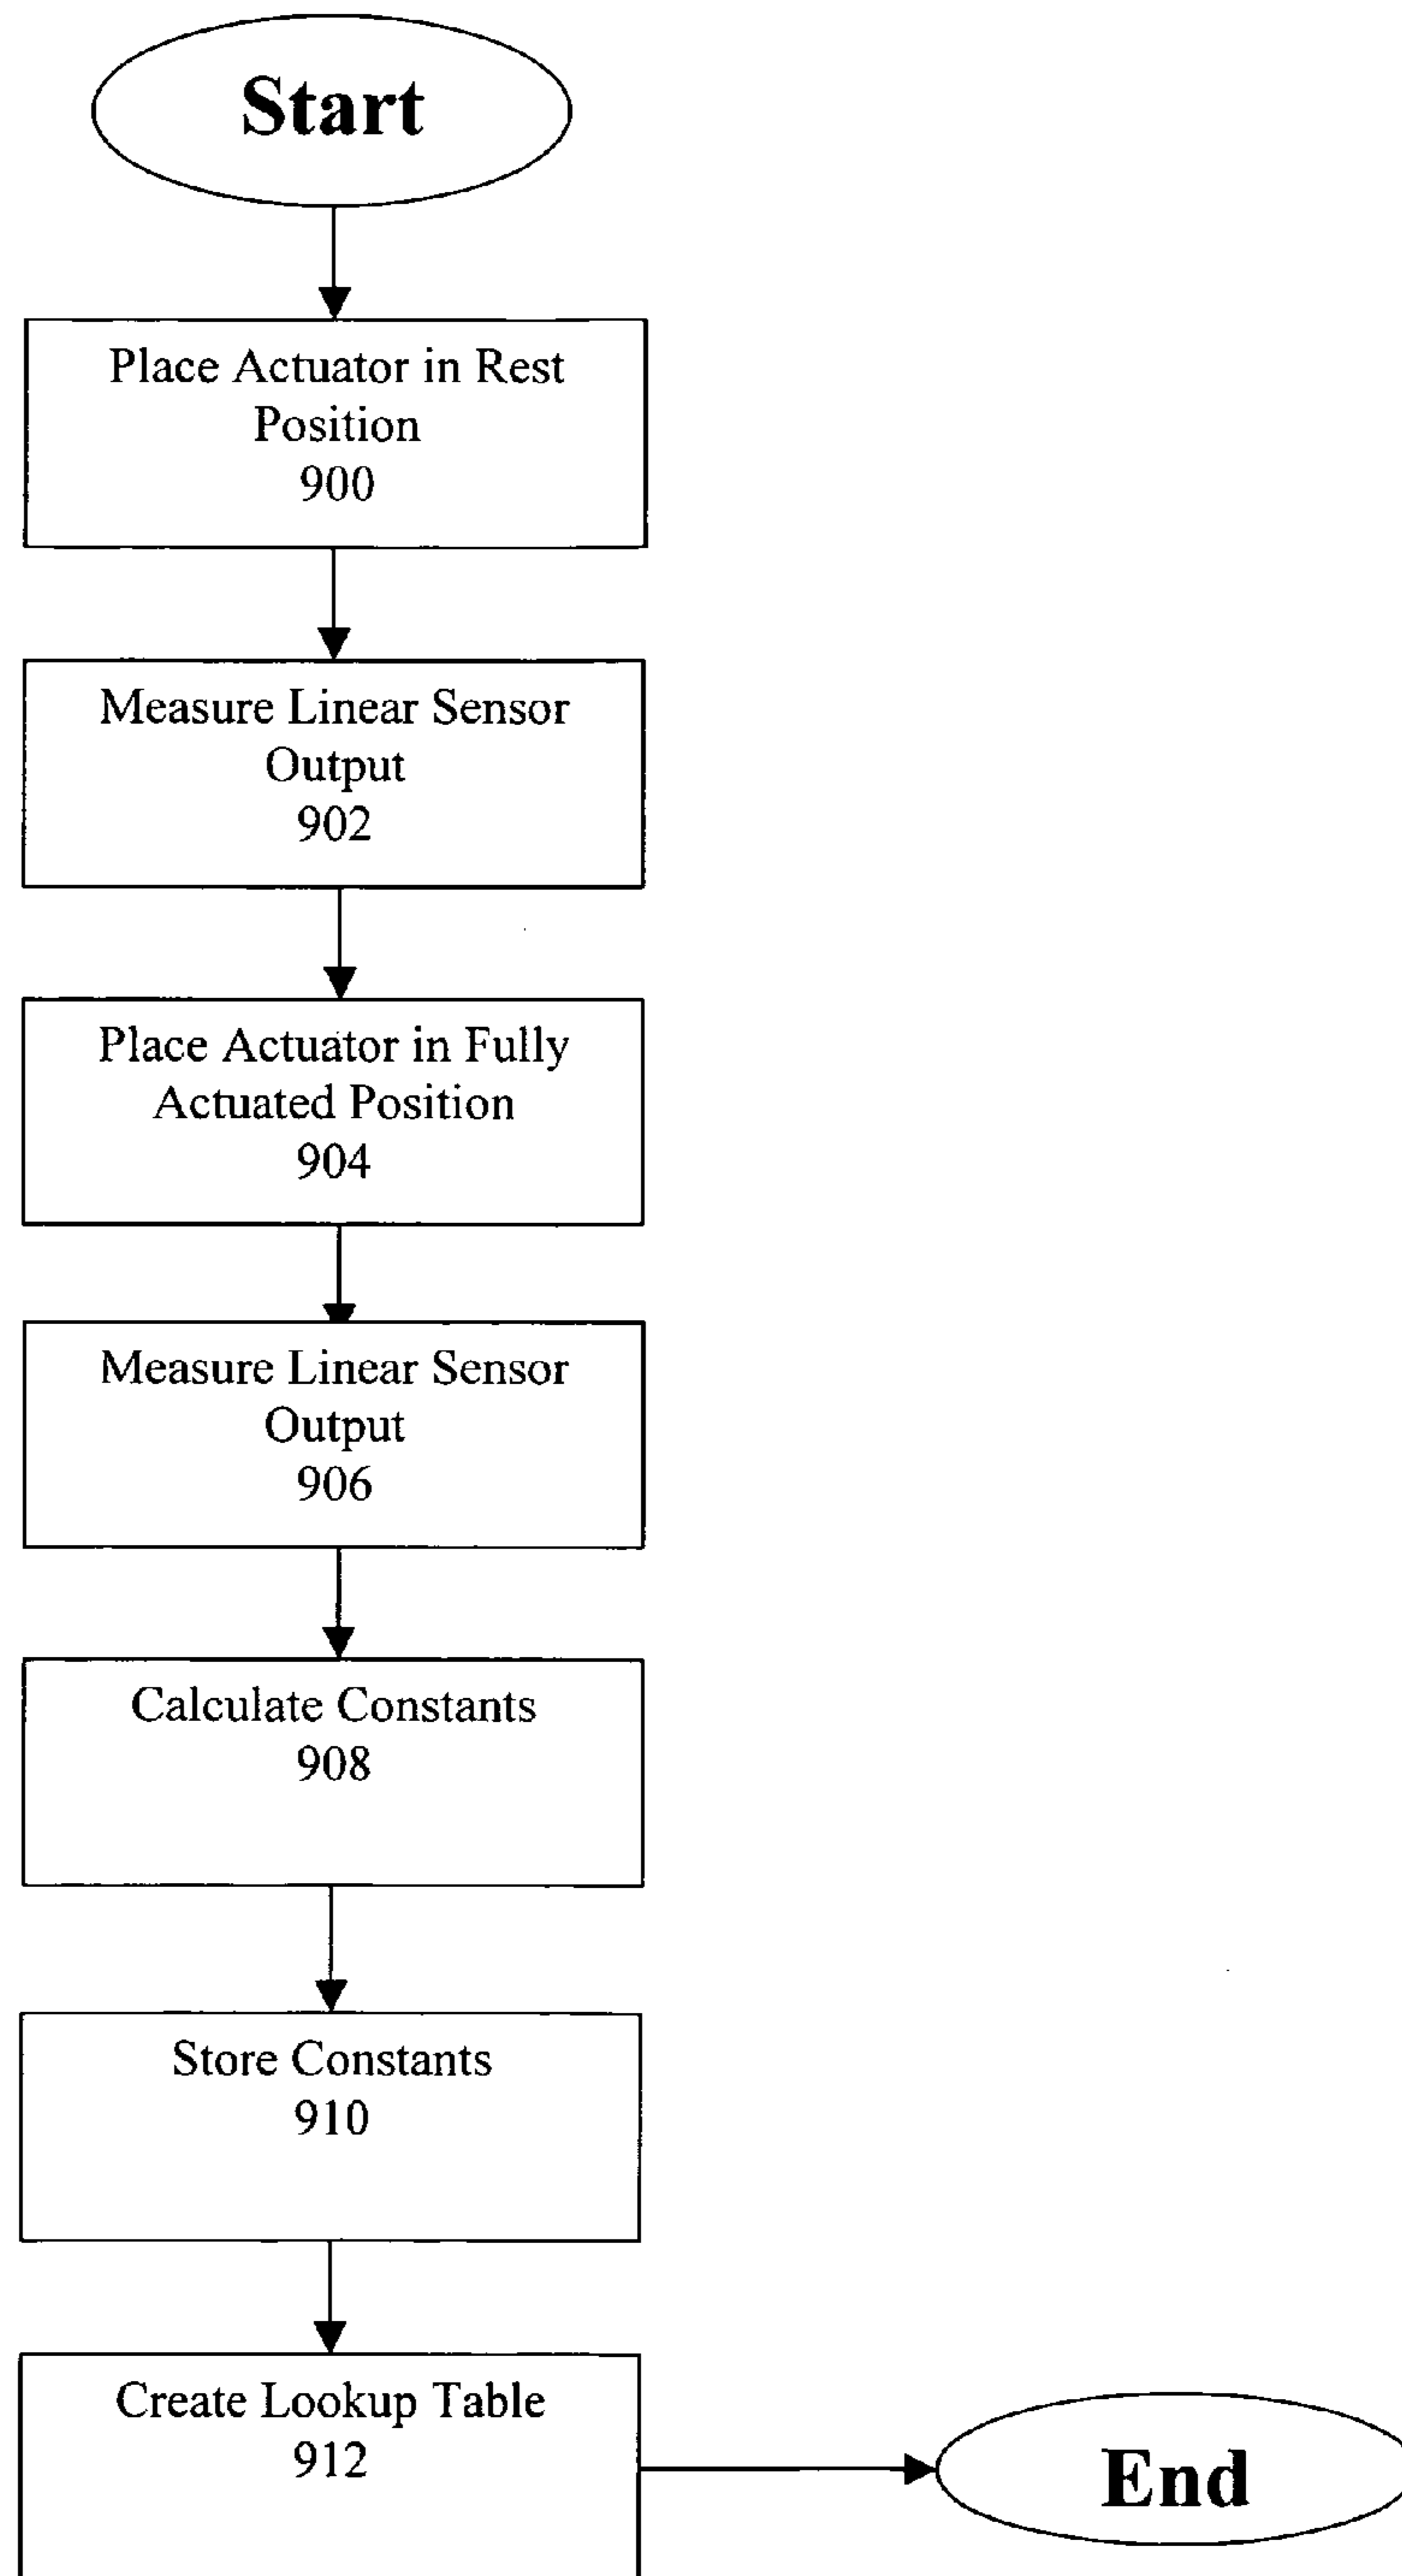 Start
Place Actuator in Rest
Position
900
Measure Linear Sensor
Output
902
Place Actuator in Fully
Actuated Position
904
Measure Linear Sensor
Output
906
Calculate Constants
908
Store Constants
910
Create Lookup Table
912
End